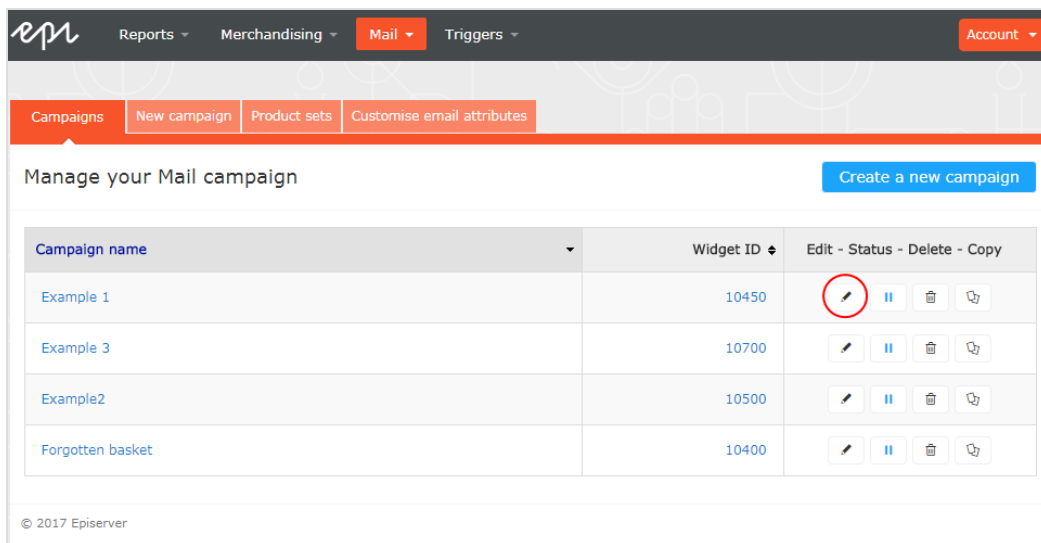 epi Reports Merchandising Mail Triggers Account
Campaigns New campaign Product sets Customise email attributes
Manage your Mail campaign Create a new campaign
Campaign name Widget ID Edit - Status - Delete - Copy
Example 1 10450
Example 3 10700
Example2 10500
Forgotten basket 10400
© 2017 Episerver